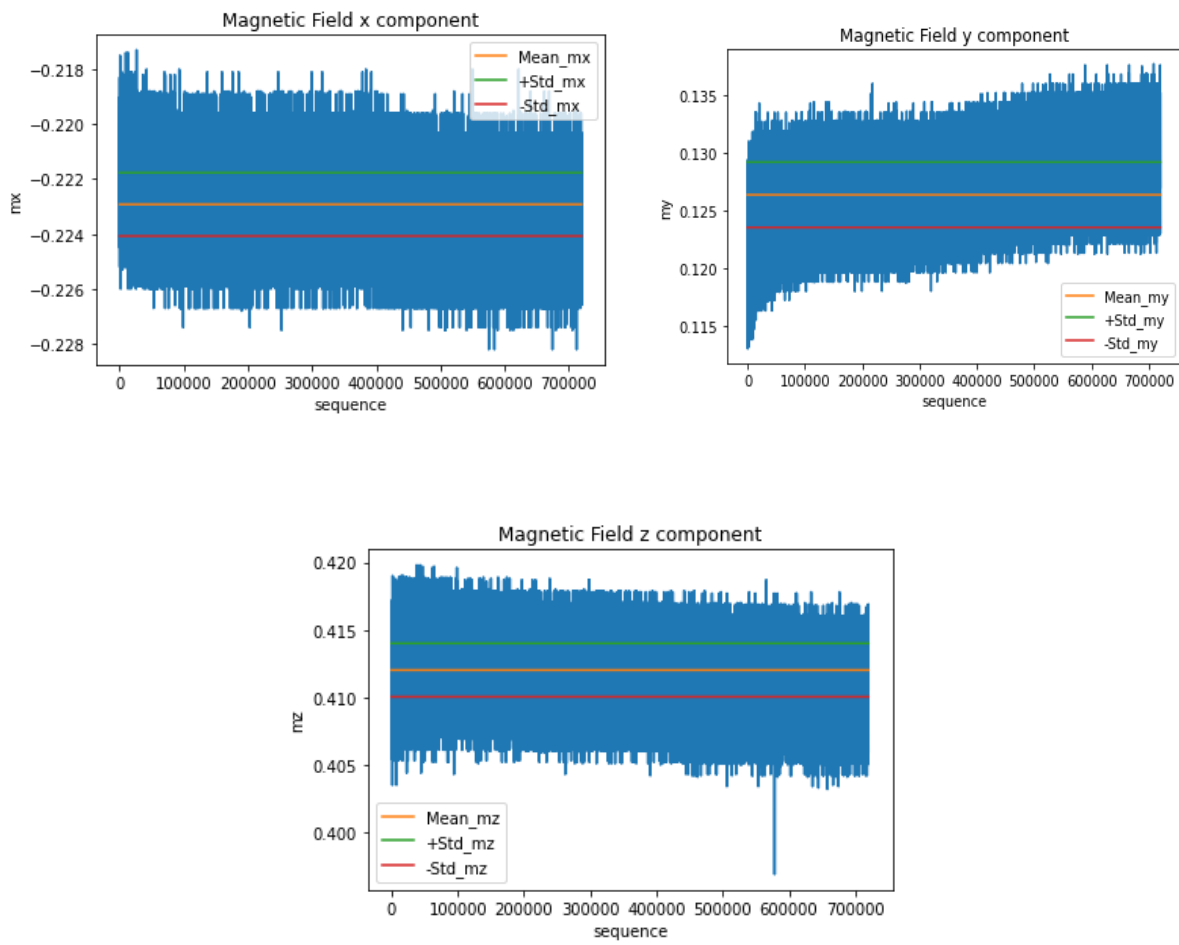 Magnetic Field x component
Mean_mx
+Std_mx
-Std_mx
−0.218
−0.220
−0.222
−0.224
−0.226
−0.228
mx
0 100000 200000 300000 400000 500000 600000 700000
sequence
Magnetic Field y component
0.135
0.130
0.125
0.120
0.115
my
Mean_my
+Std_my
-Std_my
0 100000 200000 300000 400000 500000 600000 700000
sequence
Magnetic Field z component
0.420
0.415
0.410
0.405
0.400
mz
Mean_mz
+Std_mz
-Std_mz
0 100000 200000 300000 400000 500000 600000 700000
sequence